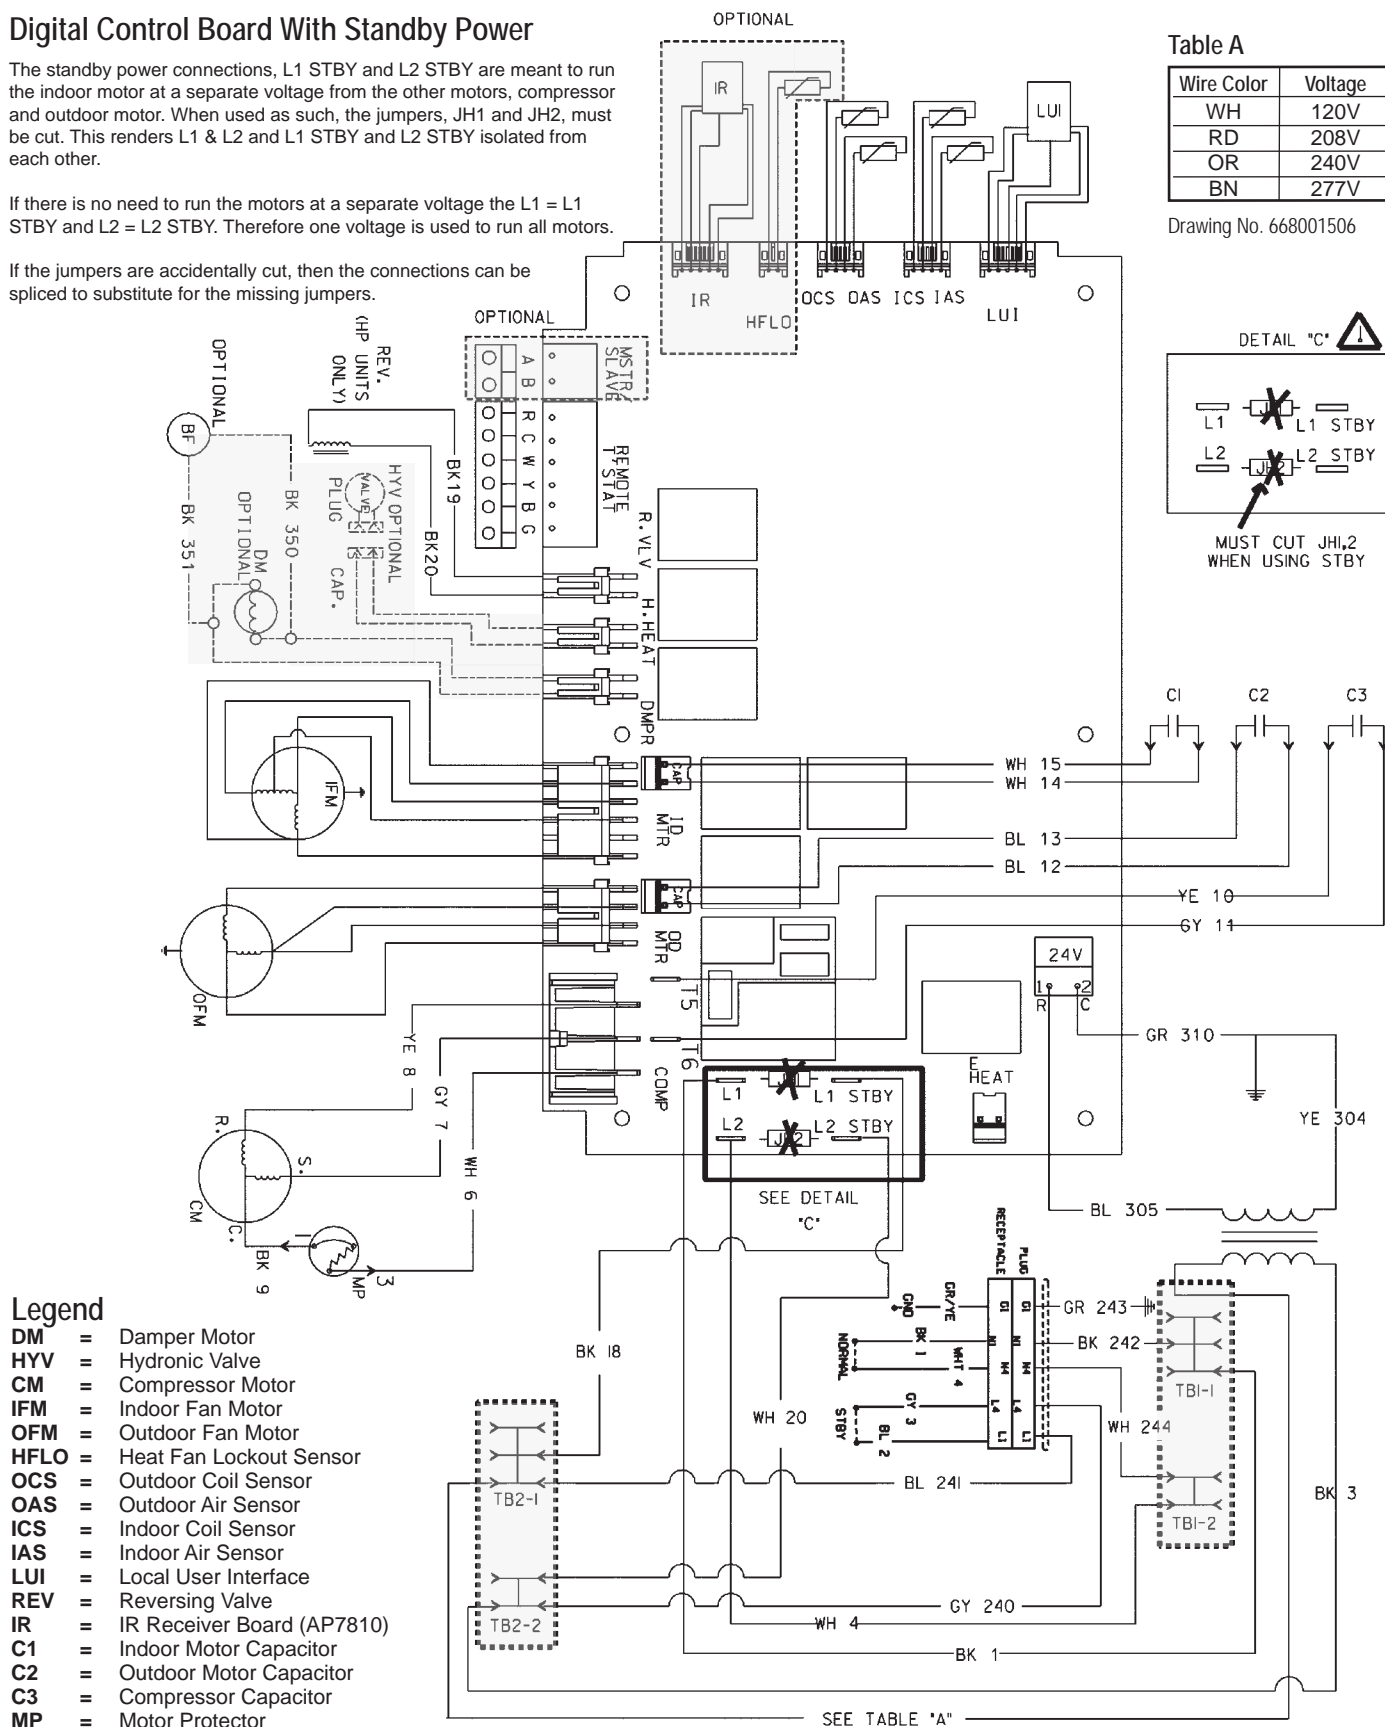 Digital Control Board With Standby Power
The standby power connections, L1 STBY and L2 STBY are meant to run
the indoor motor at a separate voltage from the other motors, compressor
and outdoor motor. When used as such, the jumpers, JH1 and JH2, must
be cut. This renders L1 & L2 and L1 STBY and L2 STBY isolated from
each other.
If there is no need to run the motors at a separate voltage the L1 = L1
STBY and L2 = L2 STBY. Therefore one voltage is used to run all motors.
If the jumpers are accidentally cut, then the connections can be
spliced to substitute for the missing jumpers.
OPTIONAL
IR
LUI
IR
HFLO
OCS OAS ICS IAS
LUI
Table A
Wire Color Voltage
WH 120V
RD 208V
OR 240V
BN 277V
Drawing No. 668001506
DETAIL "C"
L1
L1 STBY
L2
JH2
L2 STBY
MUST CUT JH1,2
WHEN USING STBY
OPTIONAL
A
B
MSTR/
SLAVE
R
C
W
Y
B
G
REMOTE
T'STAT
REV.
(HP UNITS
ONLY)
OPTIONAL
BF
BK 351
BK 350
DM
OPTIONAL
HYV OPTIONAL
VALVE
PLUG
CAP.
BK19
BK20
R.VLV
H.HEAT
DMPR
IFM
CAP
ID
MTR
OFM
CAP
OD
MTR
C1
C2
C3
WH 15
WH 14
BL 13
BL 12
YE 10
GY 11
T5
T6
COMP
24V
1
2
R
C
GR 310
YE 304
BL 305
E
HEAT
L1
L1 STBY
L2
JH2
L2 STBY
SEE DETAIL
"C"
YE 8
GY 7
WH 6
R.
S.
C.
CM
BK 9
1
MP
3
RECEPTACLE
PLUG
GND
GR/YE
G1
G1
GR 243
NORMAL
BK 1
N1
N1
BK 242
WHT 4
N4
N4
WH 244
STBY
GY 3
L4
L4
BL 2
L1
L1
TB1-1
TB1-2
BK 3
BK 18
WH 20
BL 241
TB2-1
TB2-2
GY 240
WH 4
BK 1
SEE TABLE "A"
Legend
DM = Damper Motor
HYV = Hydronic Valve
CM = Compressor Motor
IFM = Indoor Fan Motor
OFM = Outdoor Fan Motor
HFLO = Heat Fan Lockout Sensor
OCS = Outdoor Coil Sensor
OAS = Outdoor Air Sensor
ICS = Indoor Coil Sensor
IAS = Indoor Air Sensor
LUI = Local User Interface
REV = Reversing Valve
IR = IR Receiver Board (AP7810)
C1 = Indoor Motor Capacitor
C2 = Outdoor Motor Capacitor
C3 = Compressor Capacitor
MP = Motor Protector